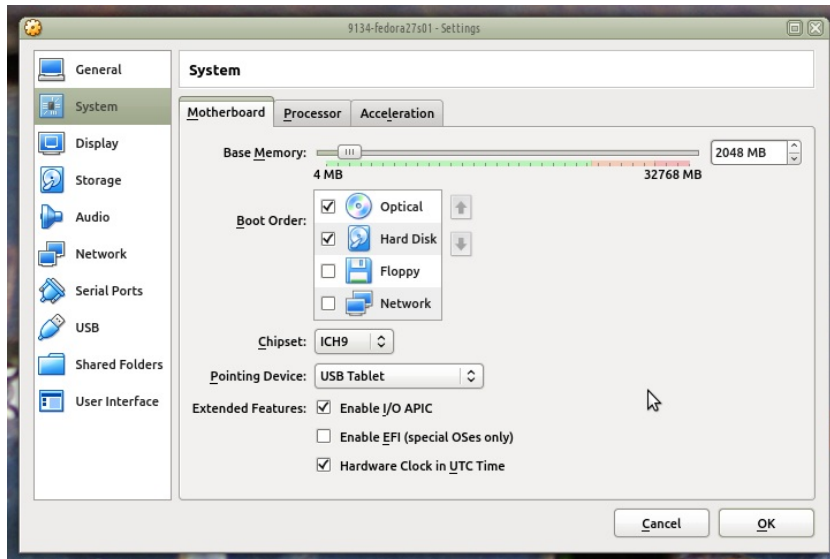 9134-fedora27s01 - Settings
General
System
Display
Storage
Audio
Network
Serial Ports
USB
Shared Folders
User Interface
System
Motherboard Processor Acceleration
Base Memory: 2048 MB
4 MB 32768 MB
Boot Order:
Optical
Hard Disk
Floppy
Network
Chipset: ICH9
Pointing Device: USB Tablet
Extended Features: Enable I/O APIC
Enable EFI (special OSes only)
Hardware Clock in UTC Time
Cancel OK